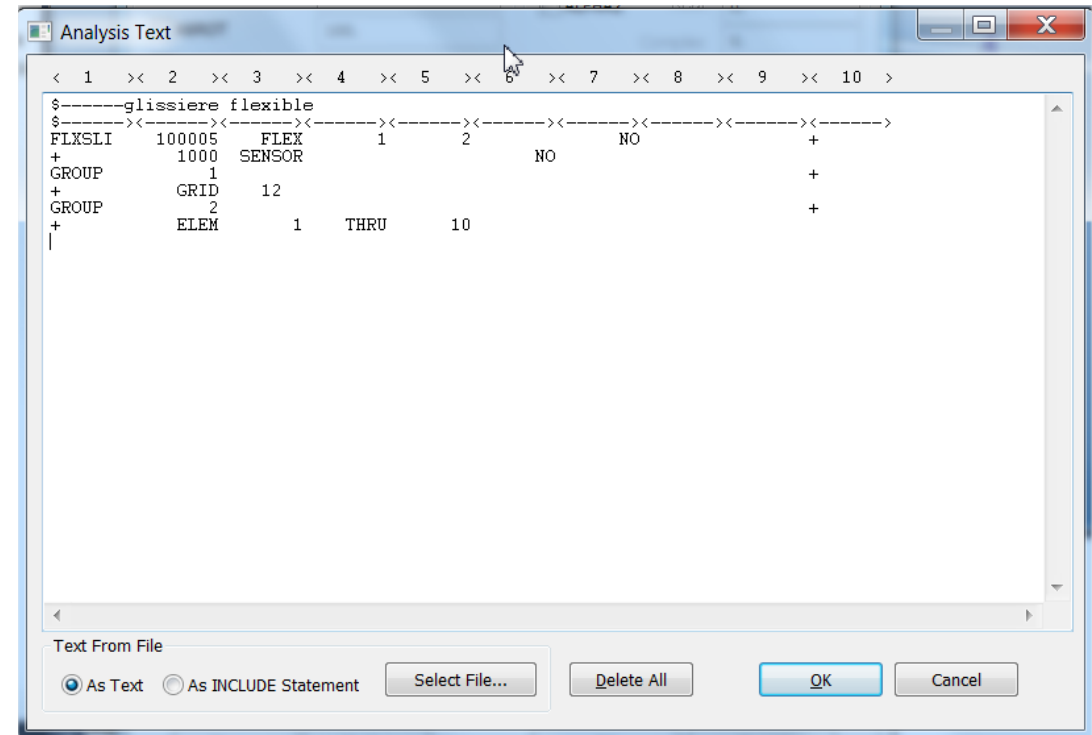 Analysis Text
<  1   ><  2   ><  3   ><  4   ><  5   ><  6   ><  7   ><  8   ><  9   ><  10  >
$------glissiere flexible
$------><------><------><------><------><------><------><------><------><------>
FLXSLI    100005    FLEX       1       2              NO                +
+           1000  SENSOR                      NO
GROUP          1                                                        +
+           GRID    12
GROUP          2                                                        +
+           ELEM       1    THRU      10
Text From File
As Text As INCLUDE Statement Select File... Delete All OK Cancel